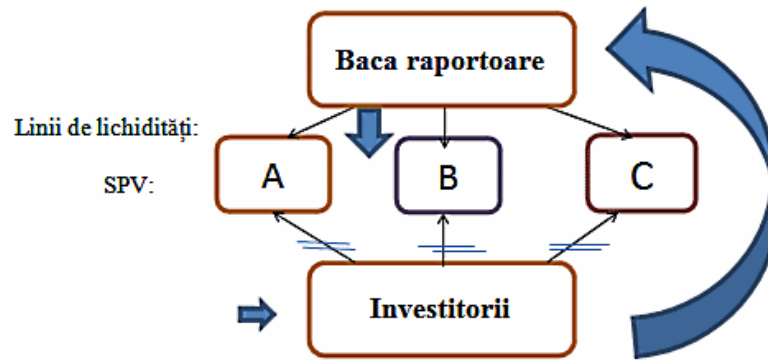 Baca raportoare
Linii de lichidități:
SPV:
A
B
C
Investitorii